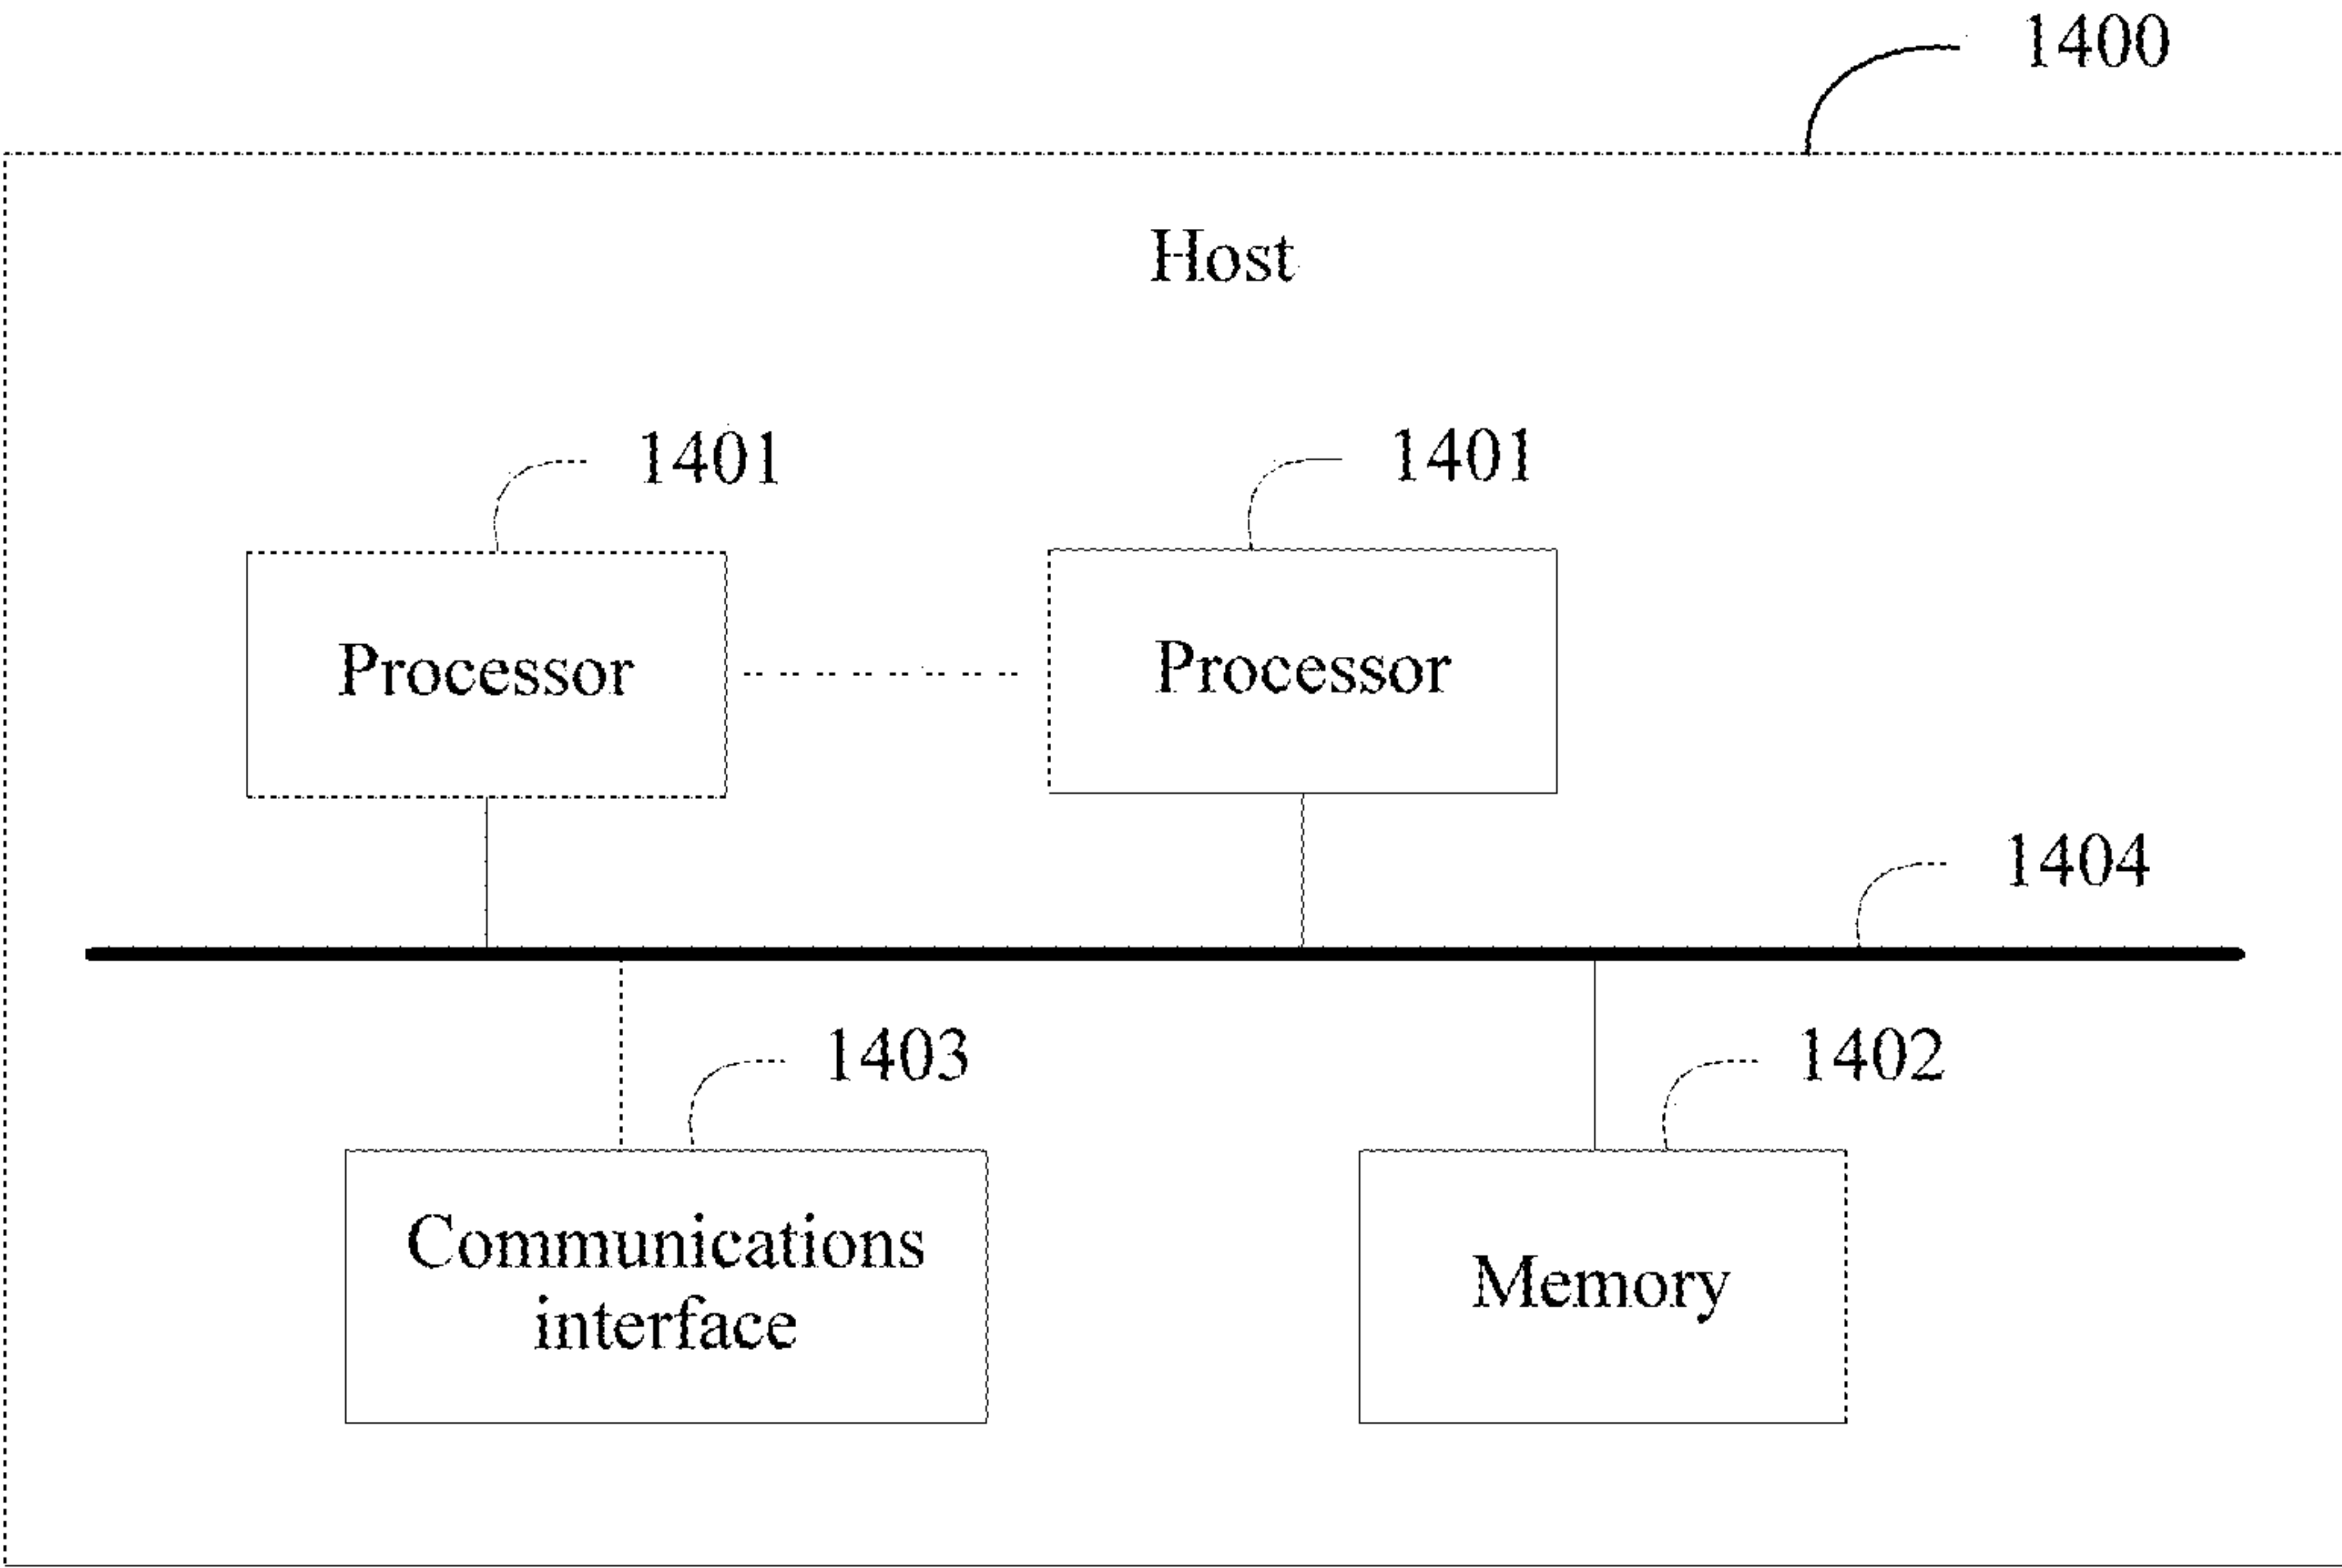 1400
Host
1401
1401
Processor
Processor
1404
1403
1402
Communications
interface
Memory